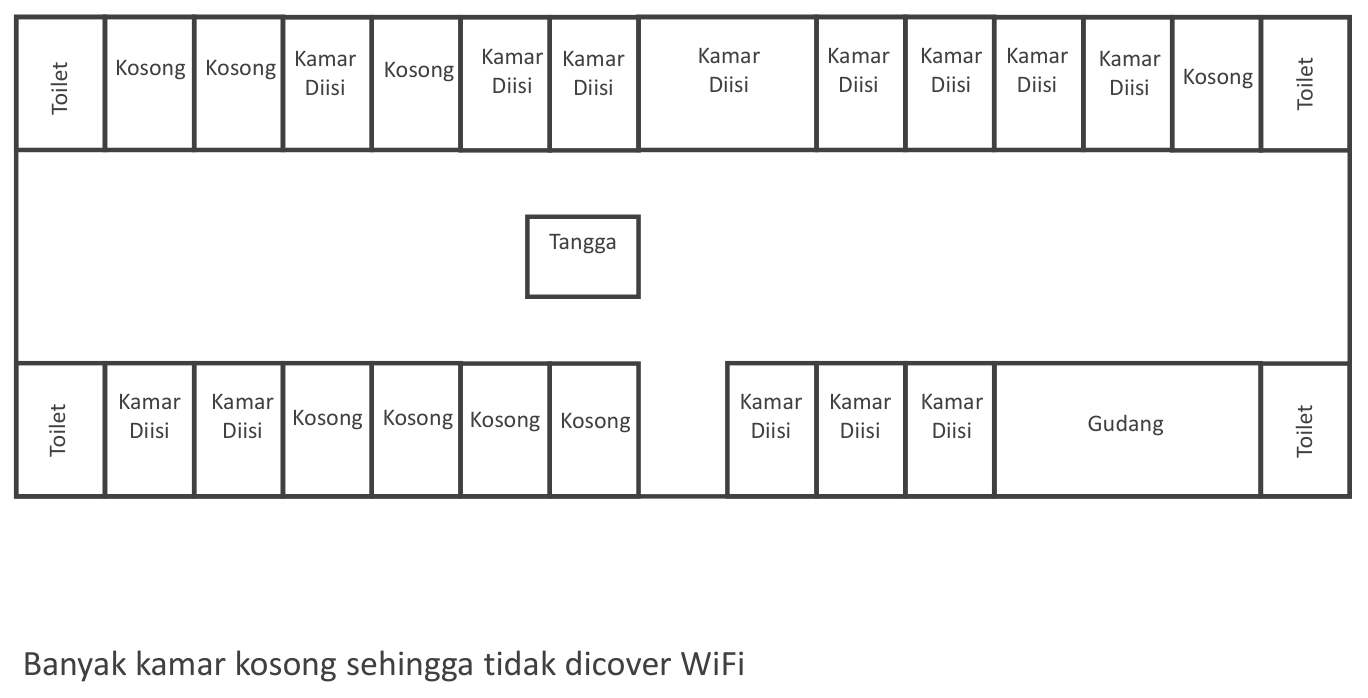 Toilet
Kosong
Kosong
Kamar
Diisi
Kosong
Kamar
Diisi
Kamar
Diisi
Kamar
Diisi
Kamar
Diisi
Kamar
Diisi
Kamar
Diisi
Kamar
Diisi
Kosong
Toilet
Tangga
Toilet
Kamar
Diisi
Kamar
Diisi
Kosong
Kosong
Kosong
Kosong
Kamar
Diisi
Kamar
Diisi
Kamar
Diisi
Gudang
Toilet
Banyak kamar kosong sehingga tidak dicover WiFi